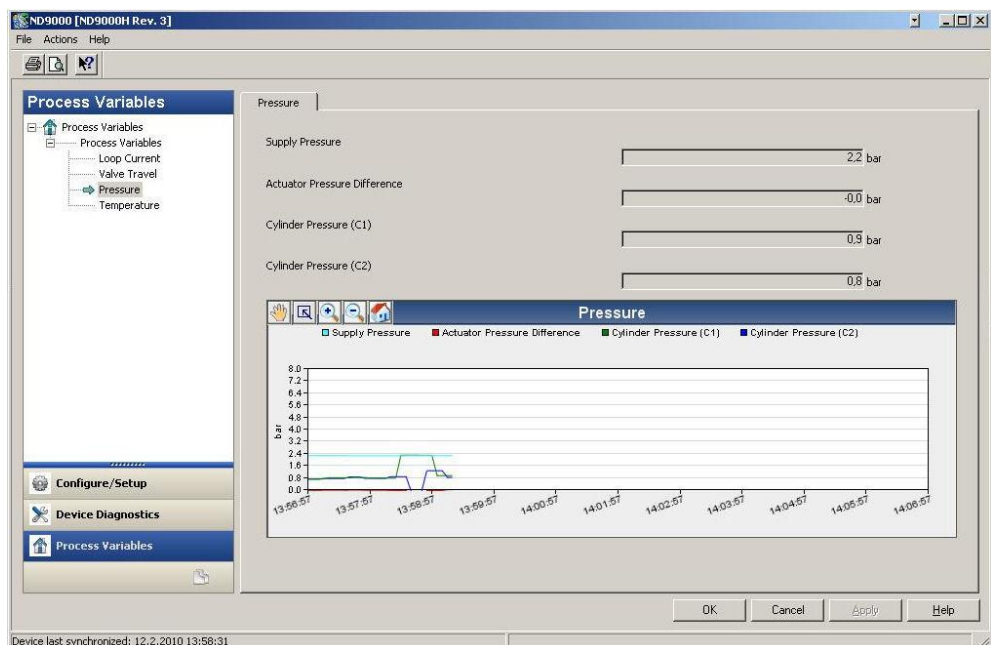 ND9000 [ND9000H Rev. 3]
File Actions Help
Process Variables
Process Variables
Process Variables
Loop Current
Valve Travel
Pressure
Temperature
Configure/Setup
Device Diagnostics
Process Variables
Pressure
Supply Pressure
2,2 bar
Actuator Pressure Difference
-0,0 bar
Cylinder Pressure (C1)
0,9 bar
Cylinder Pressure (C2)
0,8 bar
Pressure
Supply Pressure Actuator Pressure Difference Cylinder Pressure (C1) Cylinder Pressure (C2)
8.0
7.2
6.4
5.6
4.8
4.0
3.2
2.4
1.6
0.8
0.0
bar
13:56:57 13:57:57 13:58:57 13:59:57 14:00:57 14:01:57 14:02:57 14:03:57 14:04:57 14:05:57 14:06:57
OK Cancel Apply Help
Device last synchronized: 12.2.2010 13:58:31